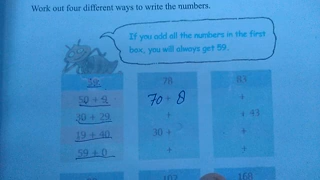 Work out four different ways to write the numbers.
If you add all the numbers in the first
box, you will always get 59.
59 78 83
50 + 9 70 + 8 +
30 + 29 + + 43
19 + 40 30 + +
59 + 0 + +
107 160